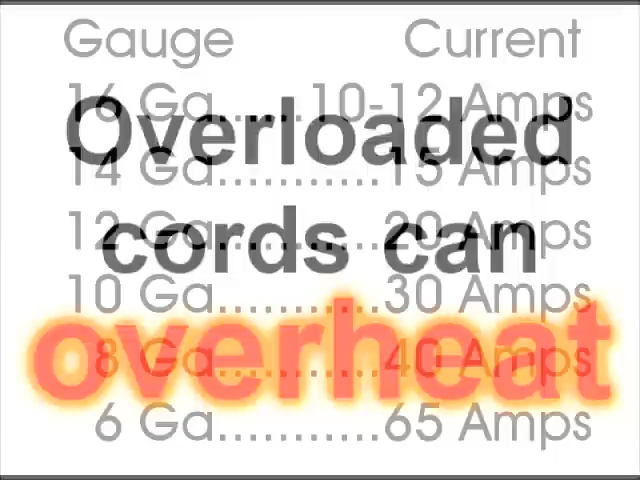 Gauge Current
16 Ga.......10-12 Amps
Overloaded
14 Ga...........15 Amps
12 Ga...........20 Amps
cords can
10 Ga...........30 Amps
overheat
8 Ga...........40 Amps
6 Ga...........65 Amps